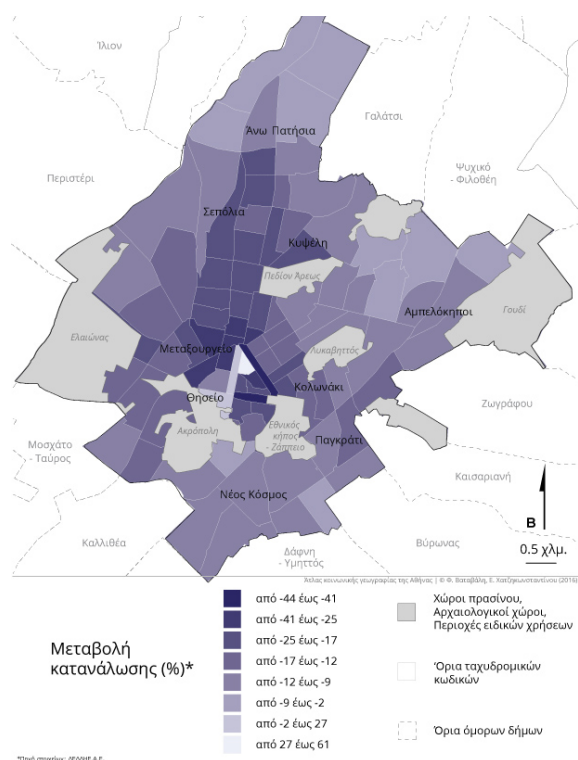 Ίλιον
Γαλάτσι
Άνω Πατήσια
Περιστέρι
Ψυχικό
- Φιλοθέη
Σεπόλια
Κυψέλη
Πεδίον Άρεως
Αμπελόκηποι
Γουδί
Ελαιώνας
Μεταξουργείο
Λυκαβηττός
Κολωνάκι
Θησείο
Ζωγράφου
Ακρόπολη
Εθνικός
κήπος
- Ζάππειο
Παγκράτι
Μοσχάτο
- Ταύρος
Καισαριανή
Νέος Κόσμος
Β
Καλλιθέα
Δάφνη
- Υμηττός
Βύρωνας
0.5 χλμ.
Άτλας κοινωνικής γεωγραφίας της Αθήνας | © Φ. Βαταβάλη, Ε. Χατζηκωνσταντίνου (2016)
Μεταβολή
κατανάλωσης (%)*
από -44 έως -41
από -41 έως -25
από -25 έως -17
από -17 έως -12
από -12 έως -9
από -9 έως -2
από -2 έως 27
από 27 έως 61
Χώροι πρασίνου,
Αρχαιολογικοί χώροι,
Περιοχές ειδικών χρήσεων
Όρια ταχυδρομικών
κωδικών
Όρια όμορων δήμων
*Πηγή στοιχείων: ΔΕΔΔΗΕ Α.Ε.